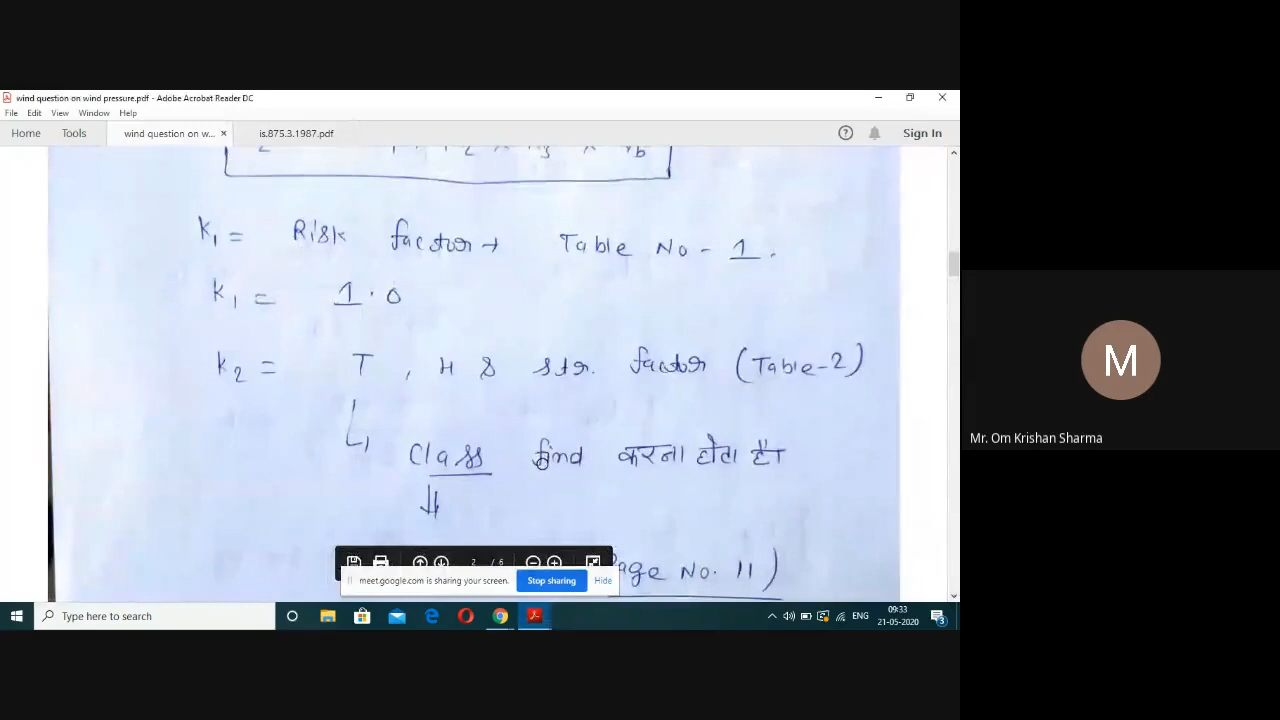 wind question on wind pressure.pdf - Adobe Acrobat Reader DC
File Edit View Window Help
Home Tools wind question on w... × is.875.3.1987.pdf Sign In
K1 = Risk factor → Table No - 1.
K1 = 1.0
K2 = T, H & str. factor (Table-2)
Class find करना होता है।
Page No. 11)
2 / 6
meet.google.com is sharing your screen. Stop sharing Hide
Type here to search
ENG
09:33
21-05-2020
3
M
Mr. Om Krishan Sharma